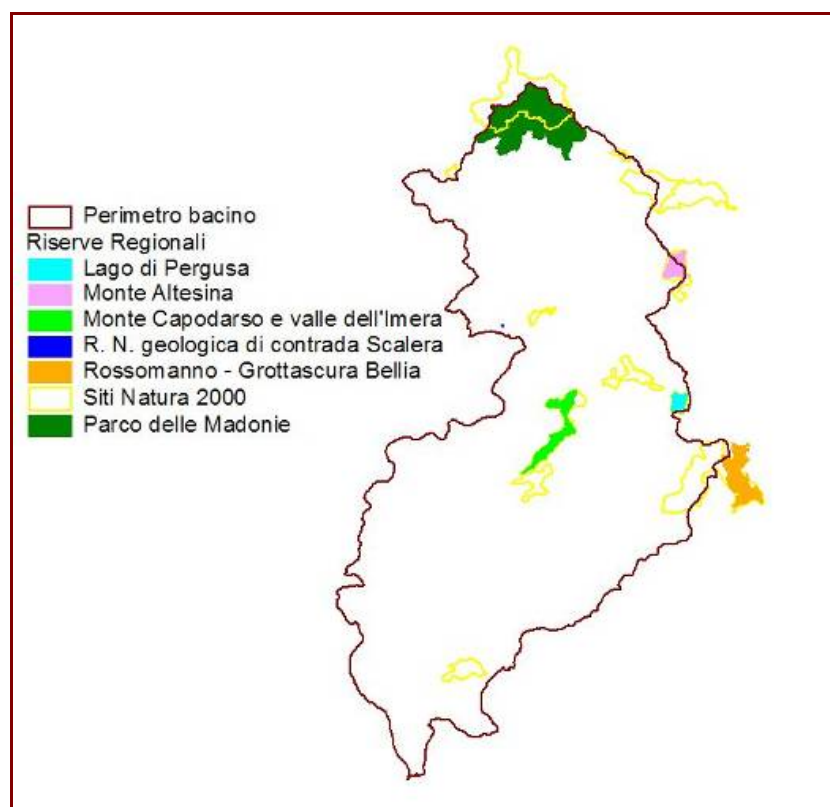 Perimetro bacino
Riserve Regionali
Lago di Pergusa
Monte Altesina
Monte Capodarso e valle dell'Imera
R. N. geologica di contrada Scalera
Rossomanno - Grottascura Bellia
Siti Natura 2000
Parco delle Madonie